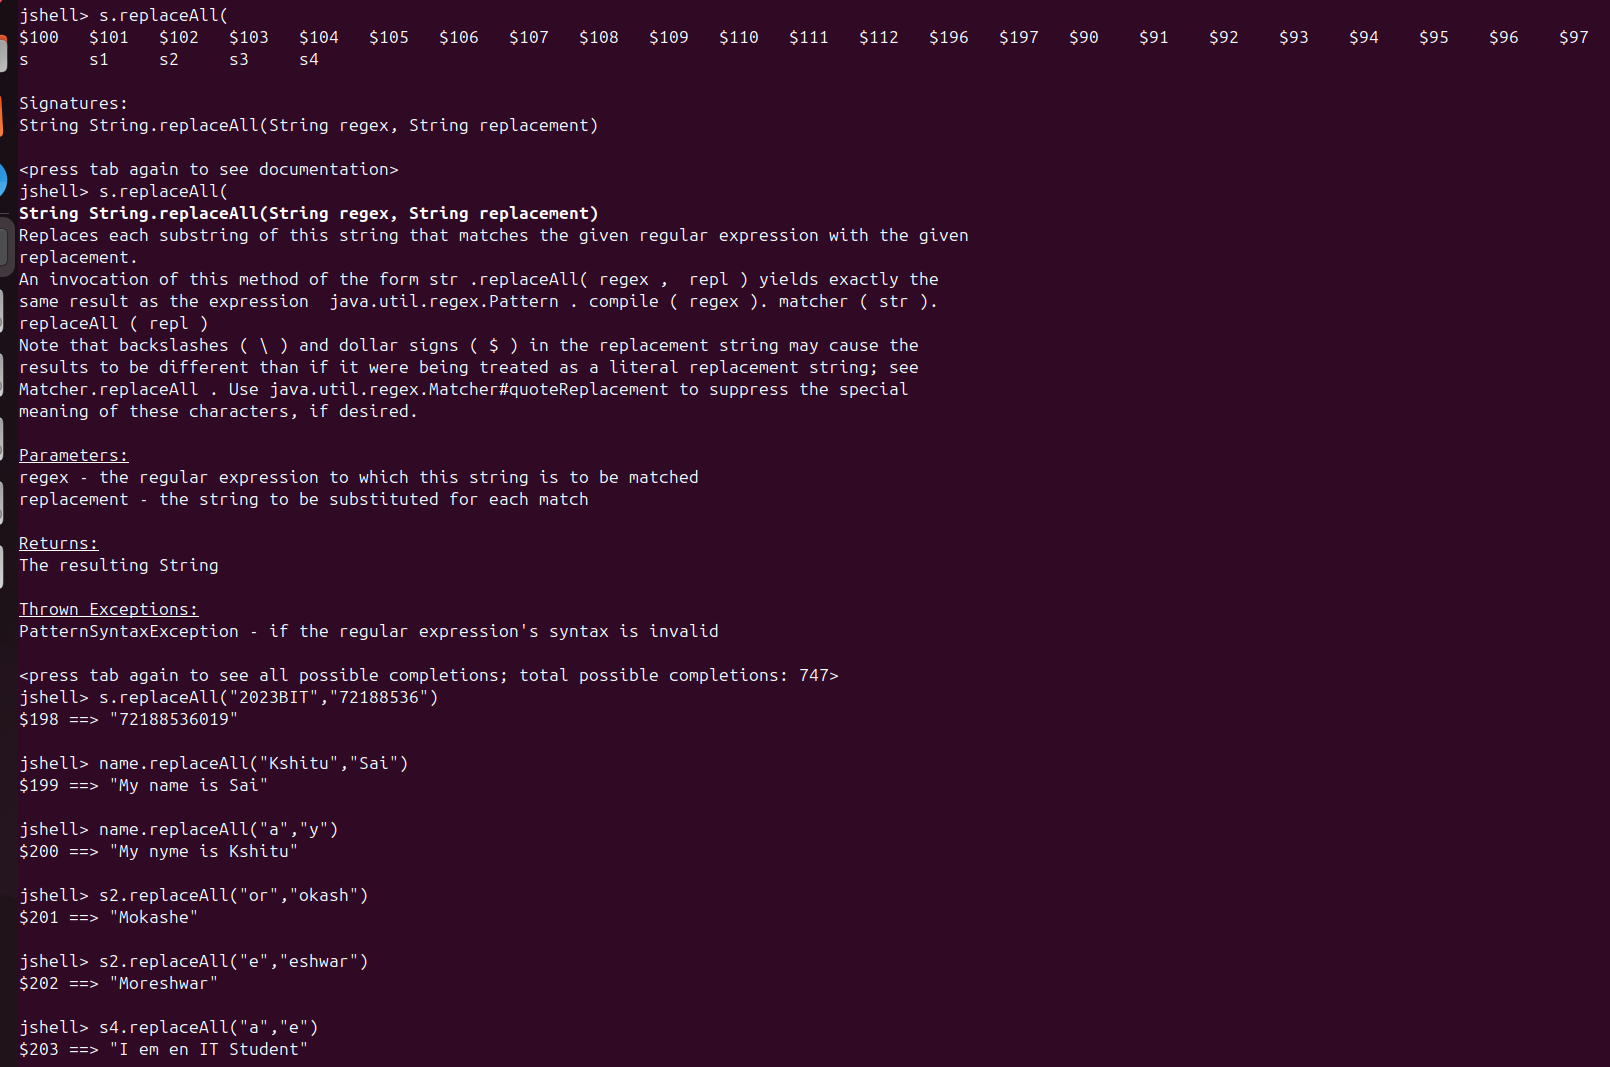 jshell> s.replaceAll(
$100 $101 $102 $103 $104 $105 $106 $107 $108 $109 $110 $111 $112 $196 $197 $90 $91 $92 $93 $94 $95 $96 $97
s s1 s2 s3 s4
Signatures:
String String.replaceAll(String regex, String replacement)
<press tab again to see documentation>
jshell> s.replaceAll(
String String.replaceAll(String regex, String replacement)
Replaces each substring of this string that matches the given regular expression with the given
replacement.
An invocation of this method of the form str .replaceAll( regex ,  repl ) yields exactly the
same result as the expression  java.util.regex.Pattern . compile ( regex ). matcher ( str ).
replaceAll ( repl )
Note that backslashes ( \ ) and dollar signs ( $ ) in the replacement string may cause the
results to be different than if it were being treated as a literal replacement string; see
Matcher.replaceAll . Use java.util.regex.Matcher#quoteReplacement to suppress the special
meaning of these characters, if desired.
Parameters:
regex - the regular expression to which this string is to be matched
replacement - the string to be substituted for each match
Returns:
The resulting String
Thrown Exceptions:
PatternSyntaxException - if the regular expression's syntax is invalid
<press tab again to see all possible completions; total possible completions: 747>
jshell> s.replaceAll("2023BIT","72188536")
$198 ==> "72188536019"
jshell> name.replaceAll("Kshitu","Sai")
$199 ==> "My name is Sai"
jshell> name.replaceAll("a","y")
$200 ==> "My nyme is Kshitu"
jshell> s2.replaceAll("or","okash")
$201 ==> "Mokashe"
jshell> s2.replaceAll("e","eshwar")
$202 ==> "Moreshwar"
jshell> s4.replaceAll("a","e")
$203 ==> "I em en IT Student"